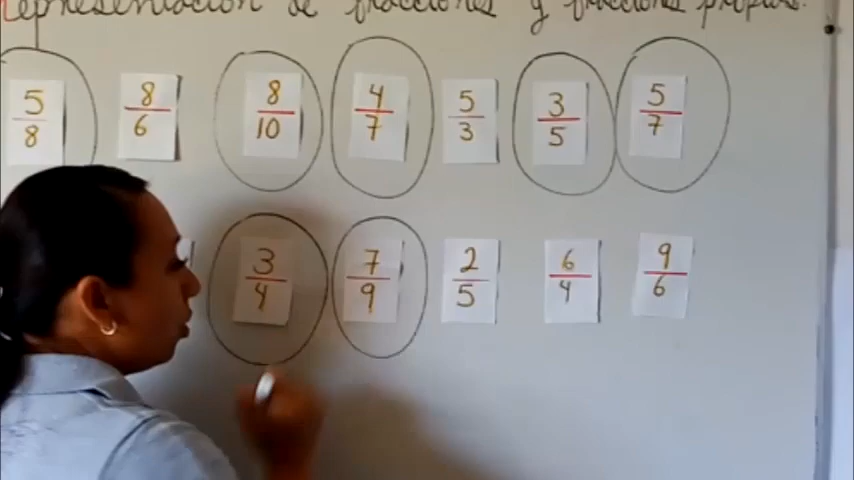 Representación de fracciones y fracciones propias.
5/8 8/6 8/10 4/7 5/3 3/5 5/7
3/4 7/9 2/5 6/4 9/6